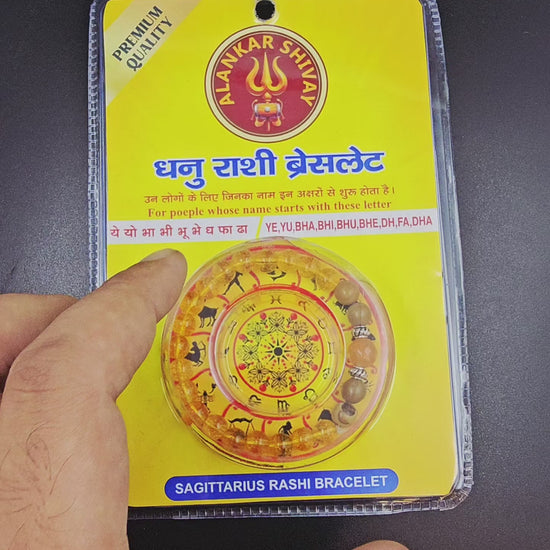 PREMIUM
QUALITY
ALANKAR SHIVAY
धनु राशी ब्रेसलेट
उन लोगों के लिए जिनका नाम इन अक्षरों से शुरू होता है।
For poeple whose name starts with these letter
ये यो भा भी भू भे ध फा ढा
YE,YU,BHA,BHI,BHU,BHE,DH,FA,DHA
SAGITTARIUS RASHI BRACELET